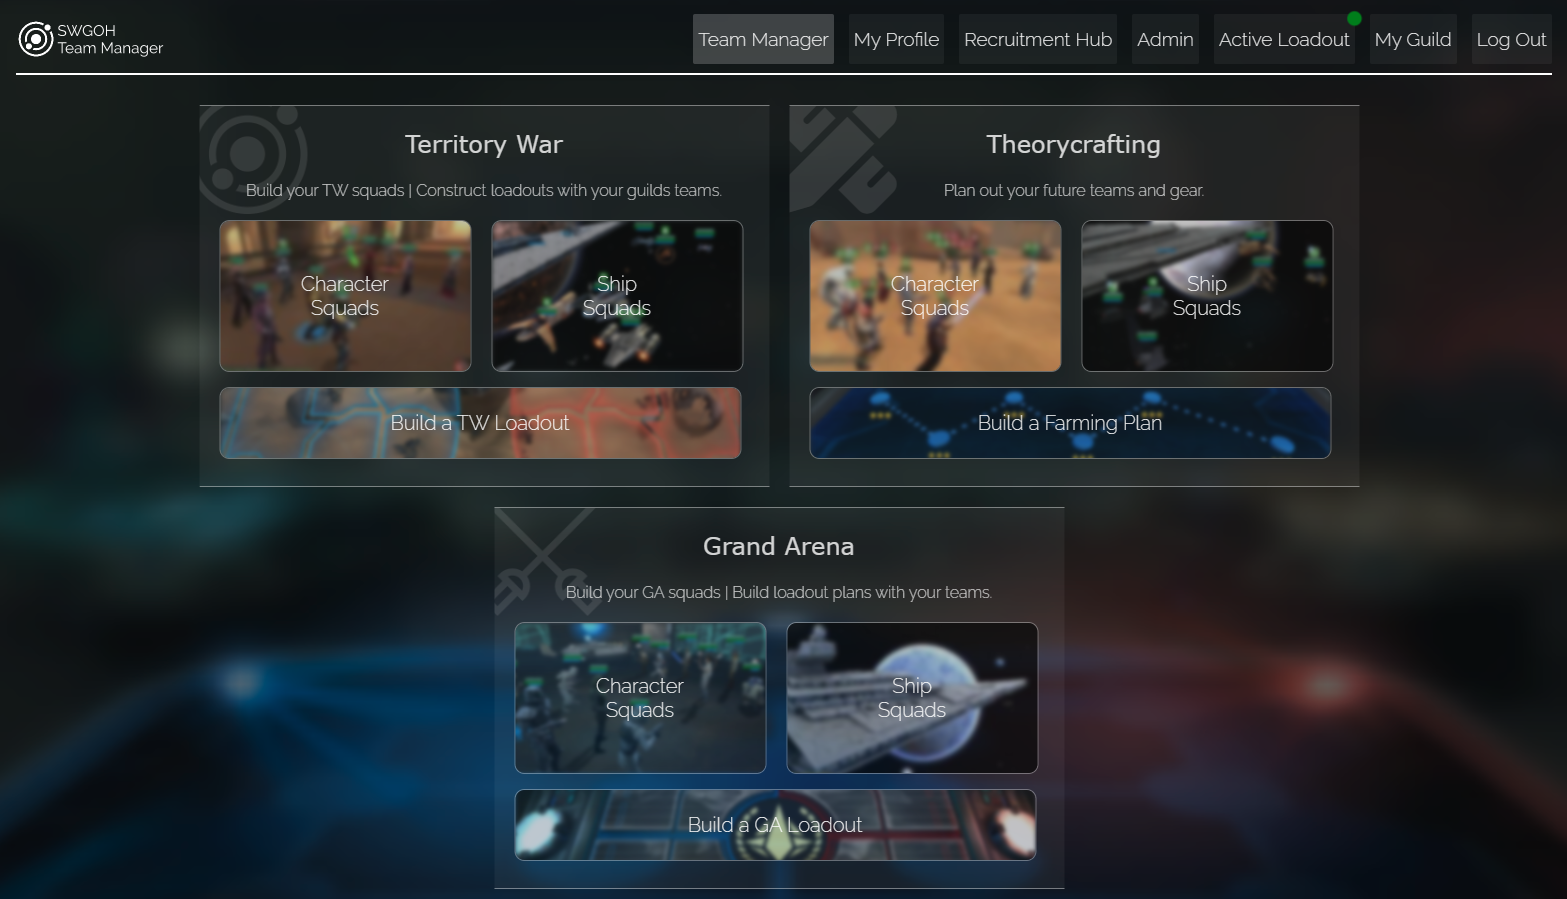 SWGOH
Team Manager
Team Manager
My Profile
Recruitment Hub
Admin
Active Loadout
My Guild
Log Out
Territory War
Build your TW squads | Construct loadouts with your guilds teams.
Character
Squads
Ship
Squads
Build a TW Loadout
Theorycrafting
Plan out your future teams and gear.
Character
Squads
Ship
Squads
Build a Farming Plan
Grand Arena
Build your GA squads | Build loadout plans with your teams.
Character
Squads
Ship
Squads
Build a GA Loadout